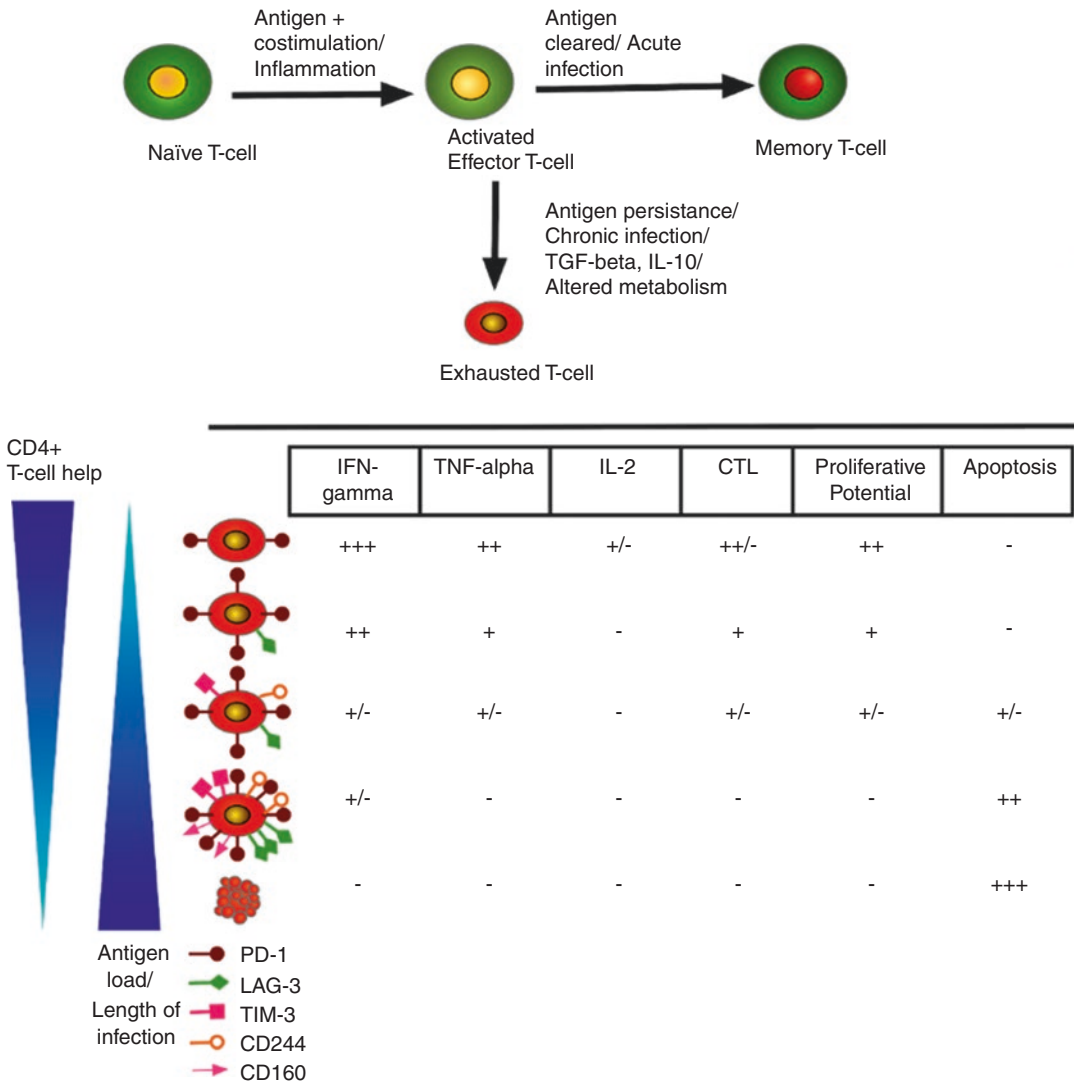 Antigen +
costimulation/
Inflammation
Antigen
cleared/ Acute
infection
Naïve T-cell
Activated
Effector T-cell
Memory T-cell
Antigen persistance/
Chronic infection/
TGF-beta, IL-10/
Altered metabolism
Exhausted T-cell
CD4+
T-cell help
IFN-
gamma
TNF-alpha
IL-2
CTL
Proliferative
Potential
Apoptosis
+++ ++ +/- ++/- ++ -
++ + - + + -
+/- +/- - +/- +/- +/-
+/- - - - - ++
- - - - - +++
Antigen
load/
Length of
infection
PD-1
LAG-3
TIM-3
CD244
CD160